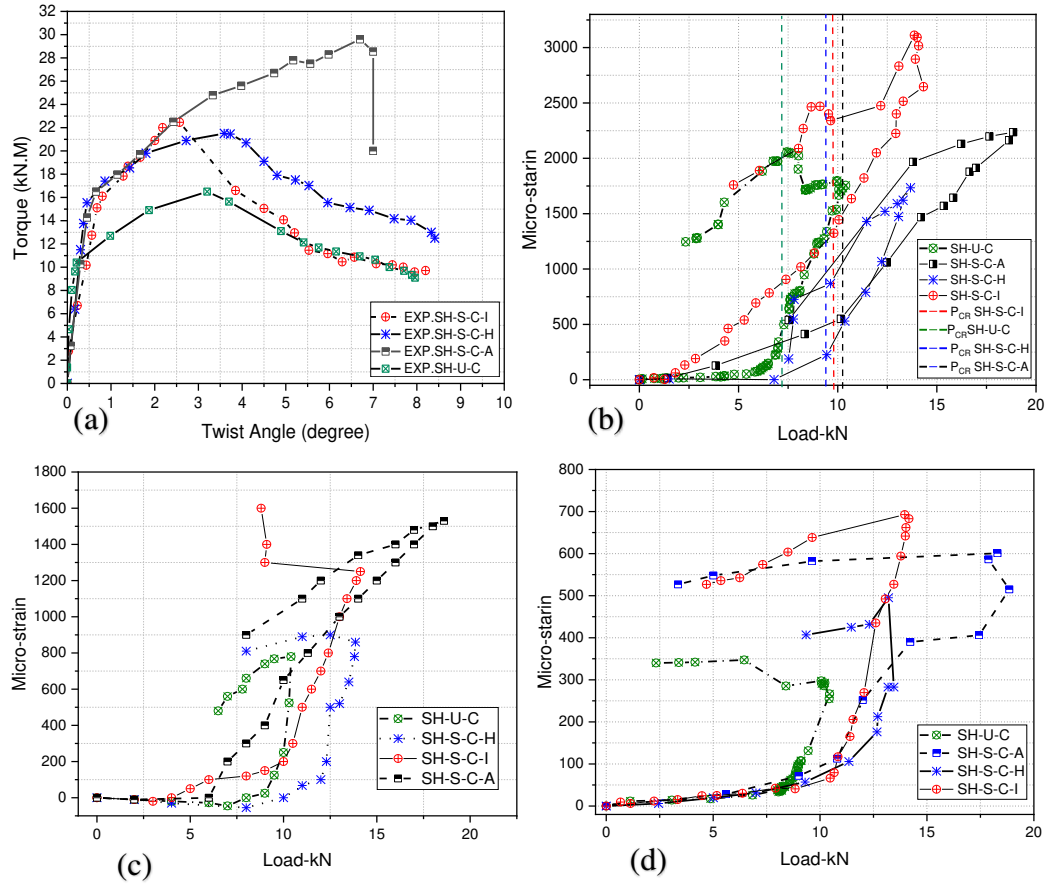 32
30
28
26
24
22
20
18
16
14
12
10
8
6
4
2
0
Torque (kN.M)
EXP.SH-S-C-I
EXP.SH-S-C-H
EXP.SH-S-C-A
EXP.SH-U-C
0 1 2 3 4 5 6 7 8 9 10
(a)
Twist Angle (degree)
3000
2500
2000
1500
1000
500
0
Micro-starin
SH-U-C
SH-S-C-A
SH-S-C-H
SH-S-C-I
PCR SH-S-C-I
PCRSH-U-C
PCR SH-S-C-H
PCR SH-S-C-A
0 5 10 15 20
(b)
Load-kN
1800
1600
1400
1200
1000
800
600
400
200
0
Micro-strain
SH-U-C
SH-S-C-H
SH-S-C-I
SH-S-C-A
0 5 10 15 20
(c)
Load-kN
800
700
600
500
400
300
200
100
0
Micro-starin
SH-U-C
SH-S-C-A
SH-S-C-H
SH-S-C-I
0 5 10 15 20
(d)
Load-kN